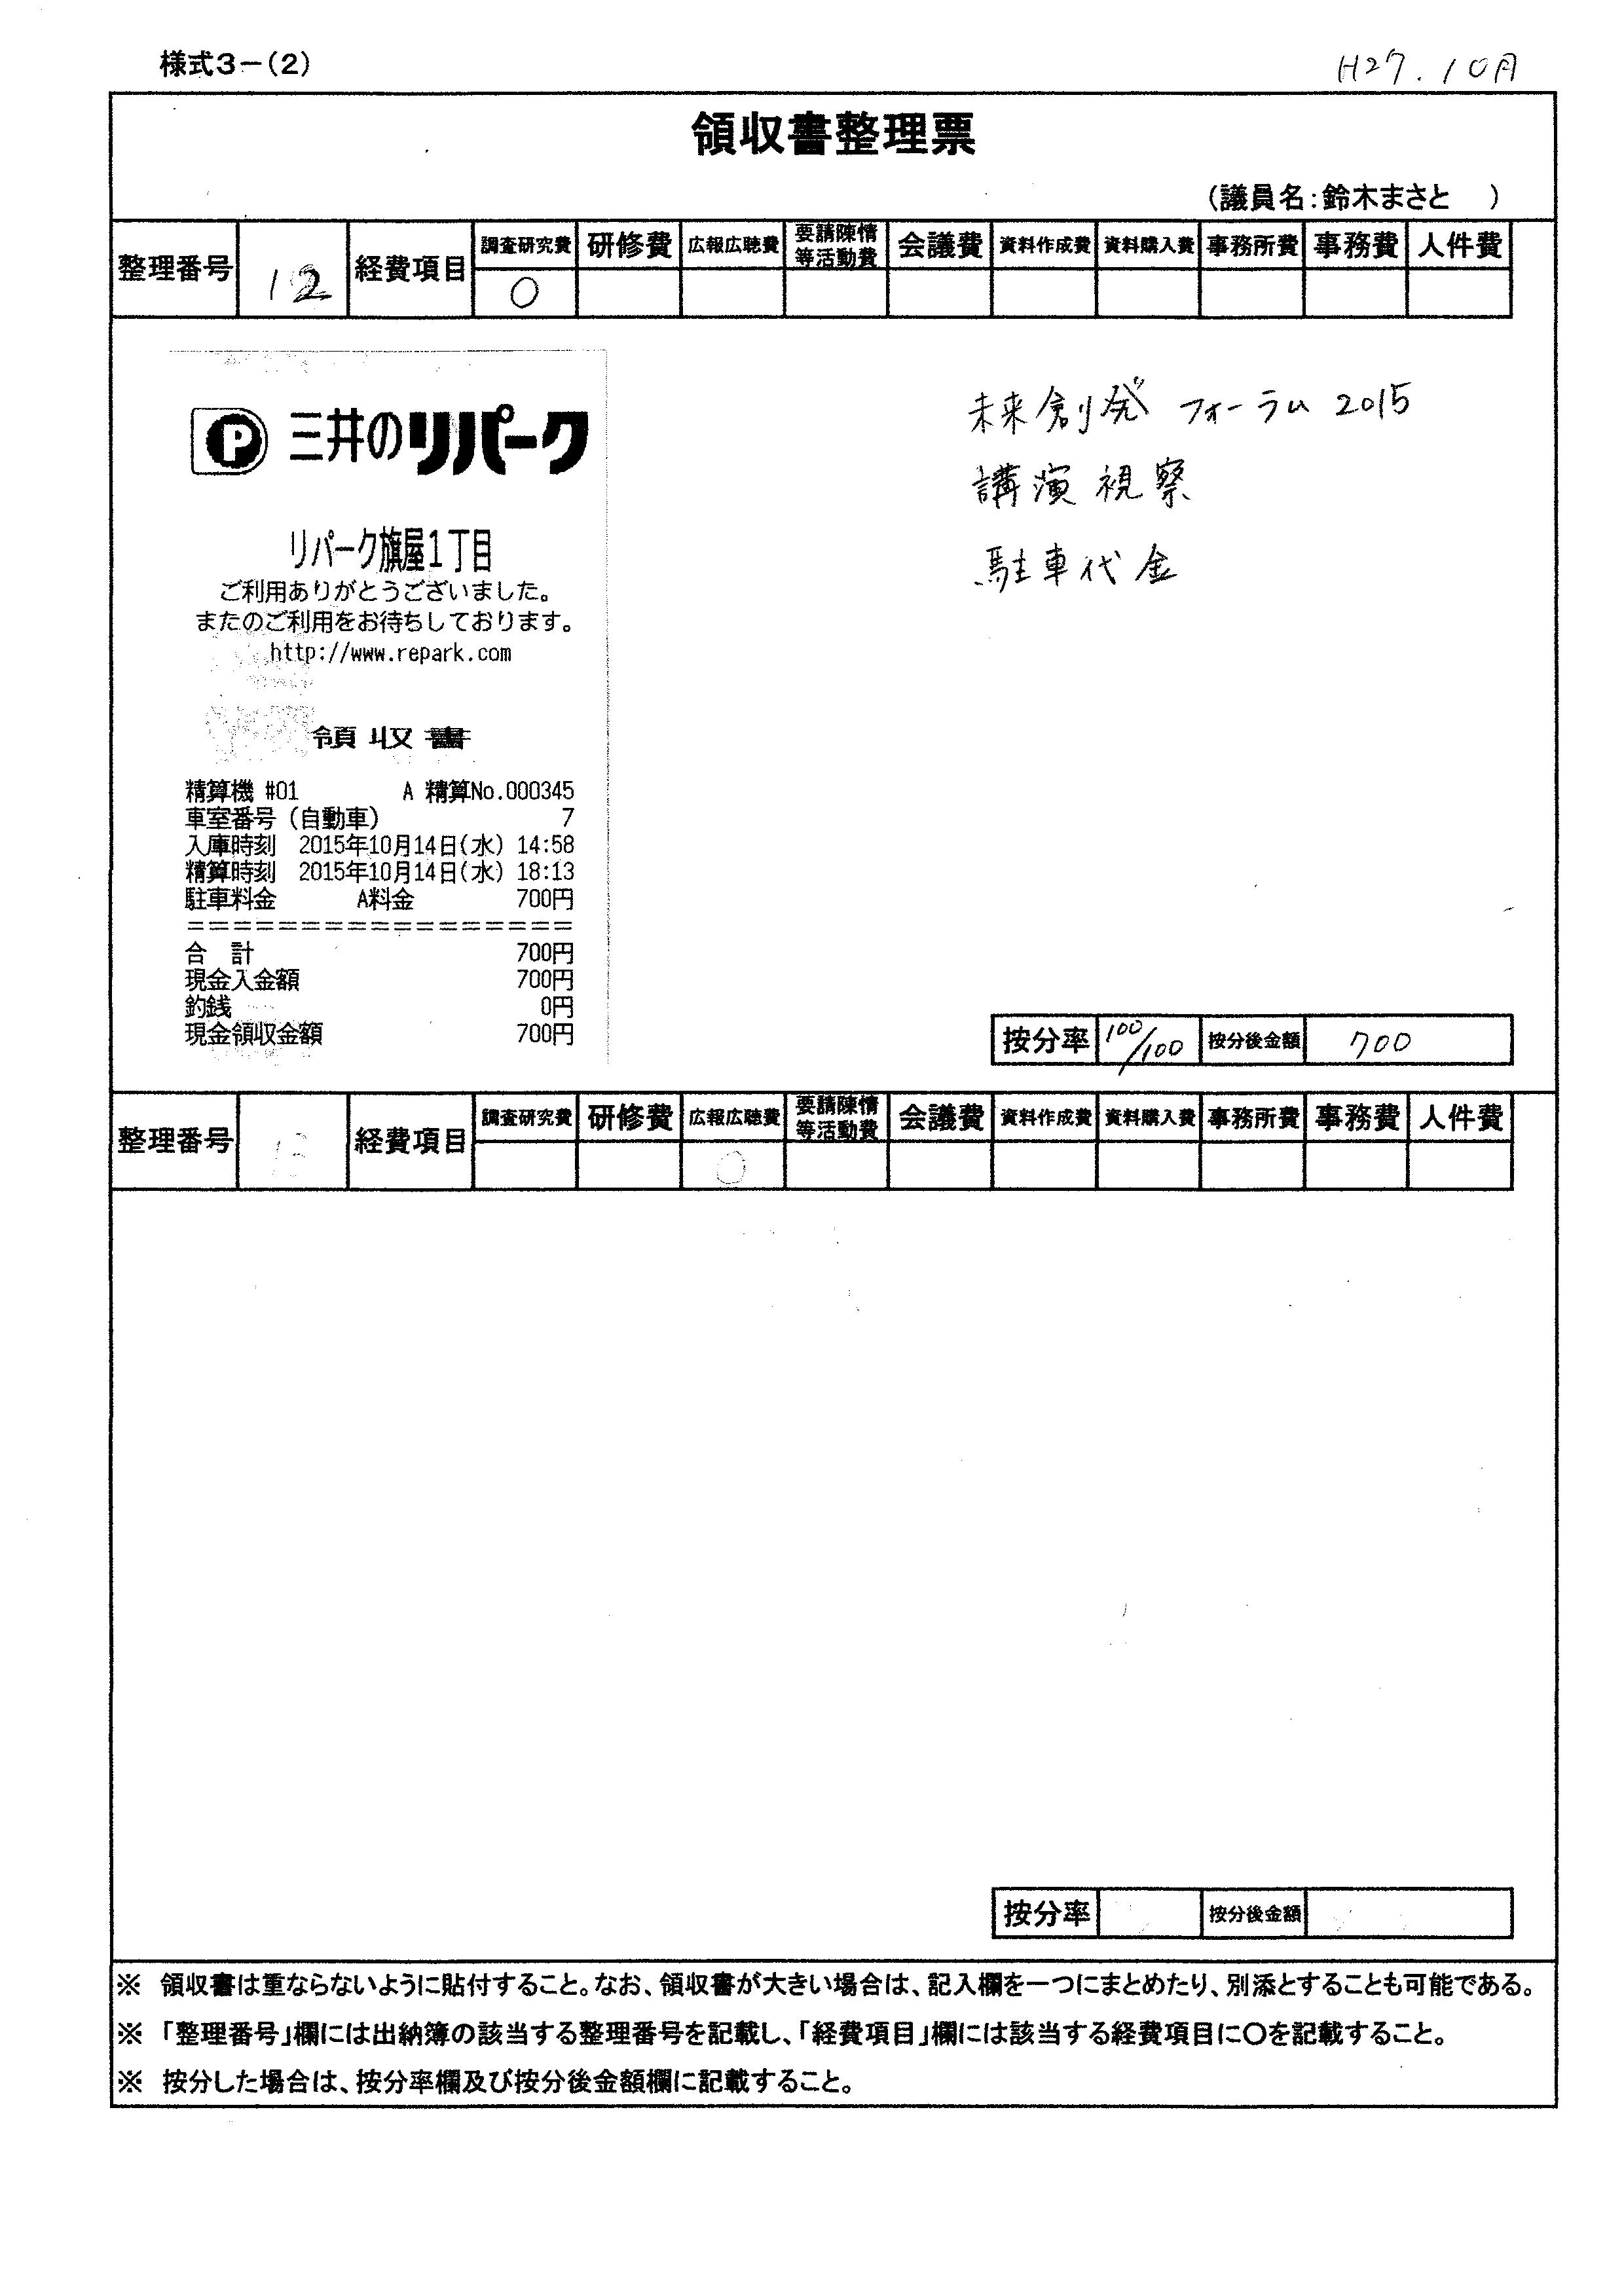 様式3-(2)
H27.10月
領収書整理票
(議員名:鈴木まさと )
整理番号 12 経費項目 調査研究費 研修費 広報広聴費 要請陳情等活動費 会議費 資料作成費 資料購入費 事務所費 事務費 人件費
○
P 三井のリパーク
リパーク旗屋1丁目
ご利用ありがとうございました。
またのご利用をお待ちしております。
http://www.repark.com
領収書
精算機 #01 A 精算No.000345
車室番号(自動車) 7
入庫時刻 2015年10月14日(水) 14:58
精算時刻 2015年10月14日(水) 18:13
駐車料金 A料金 700円
=================
合 計 700円
現金入金額 700円
釣銭 0円
現金領収金額 700円
未来創発フォーラム2015
講演視察
駐車代金
按分率 100/100 按分後金額 700
整理番号 経費項目 調査研究費 研修費 広報広聴費 要請陳情等活動費 会議費 資料作成費 資料購入費 事務所費 事務費 人件費
○
按分率 按分後金額
※ 領収書は重ならないように貼付すること。なお、領収書が大きい場合は、記入欄を一つにまとめたり、別添とすることも可能である。
※ 「整理番号」欄には出納簿の該当する整理番号を記載し、「経費項目」欄には該当する経費項目に○を記載すること。
※ 按分した場合は、按分率欄及び按分後金額欄に記載すること。